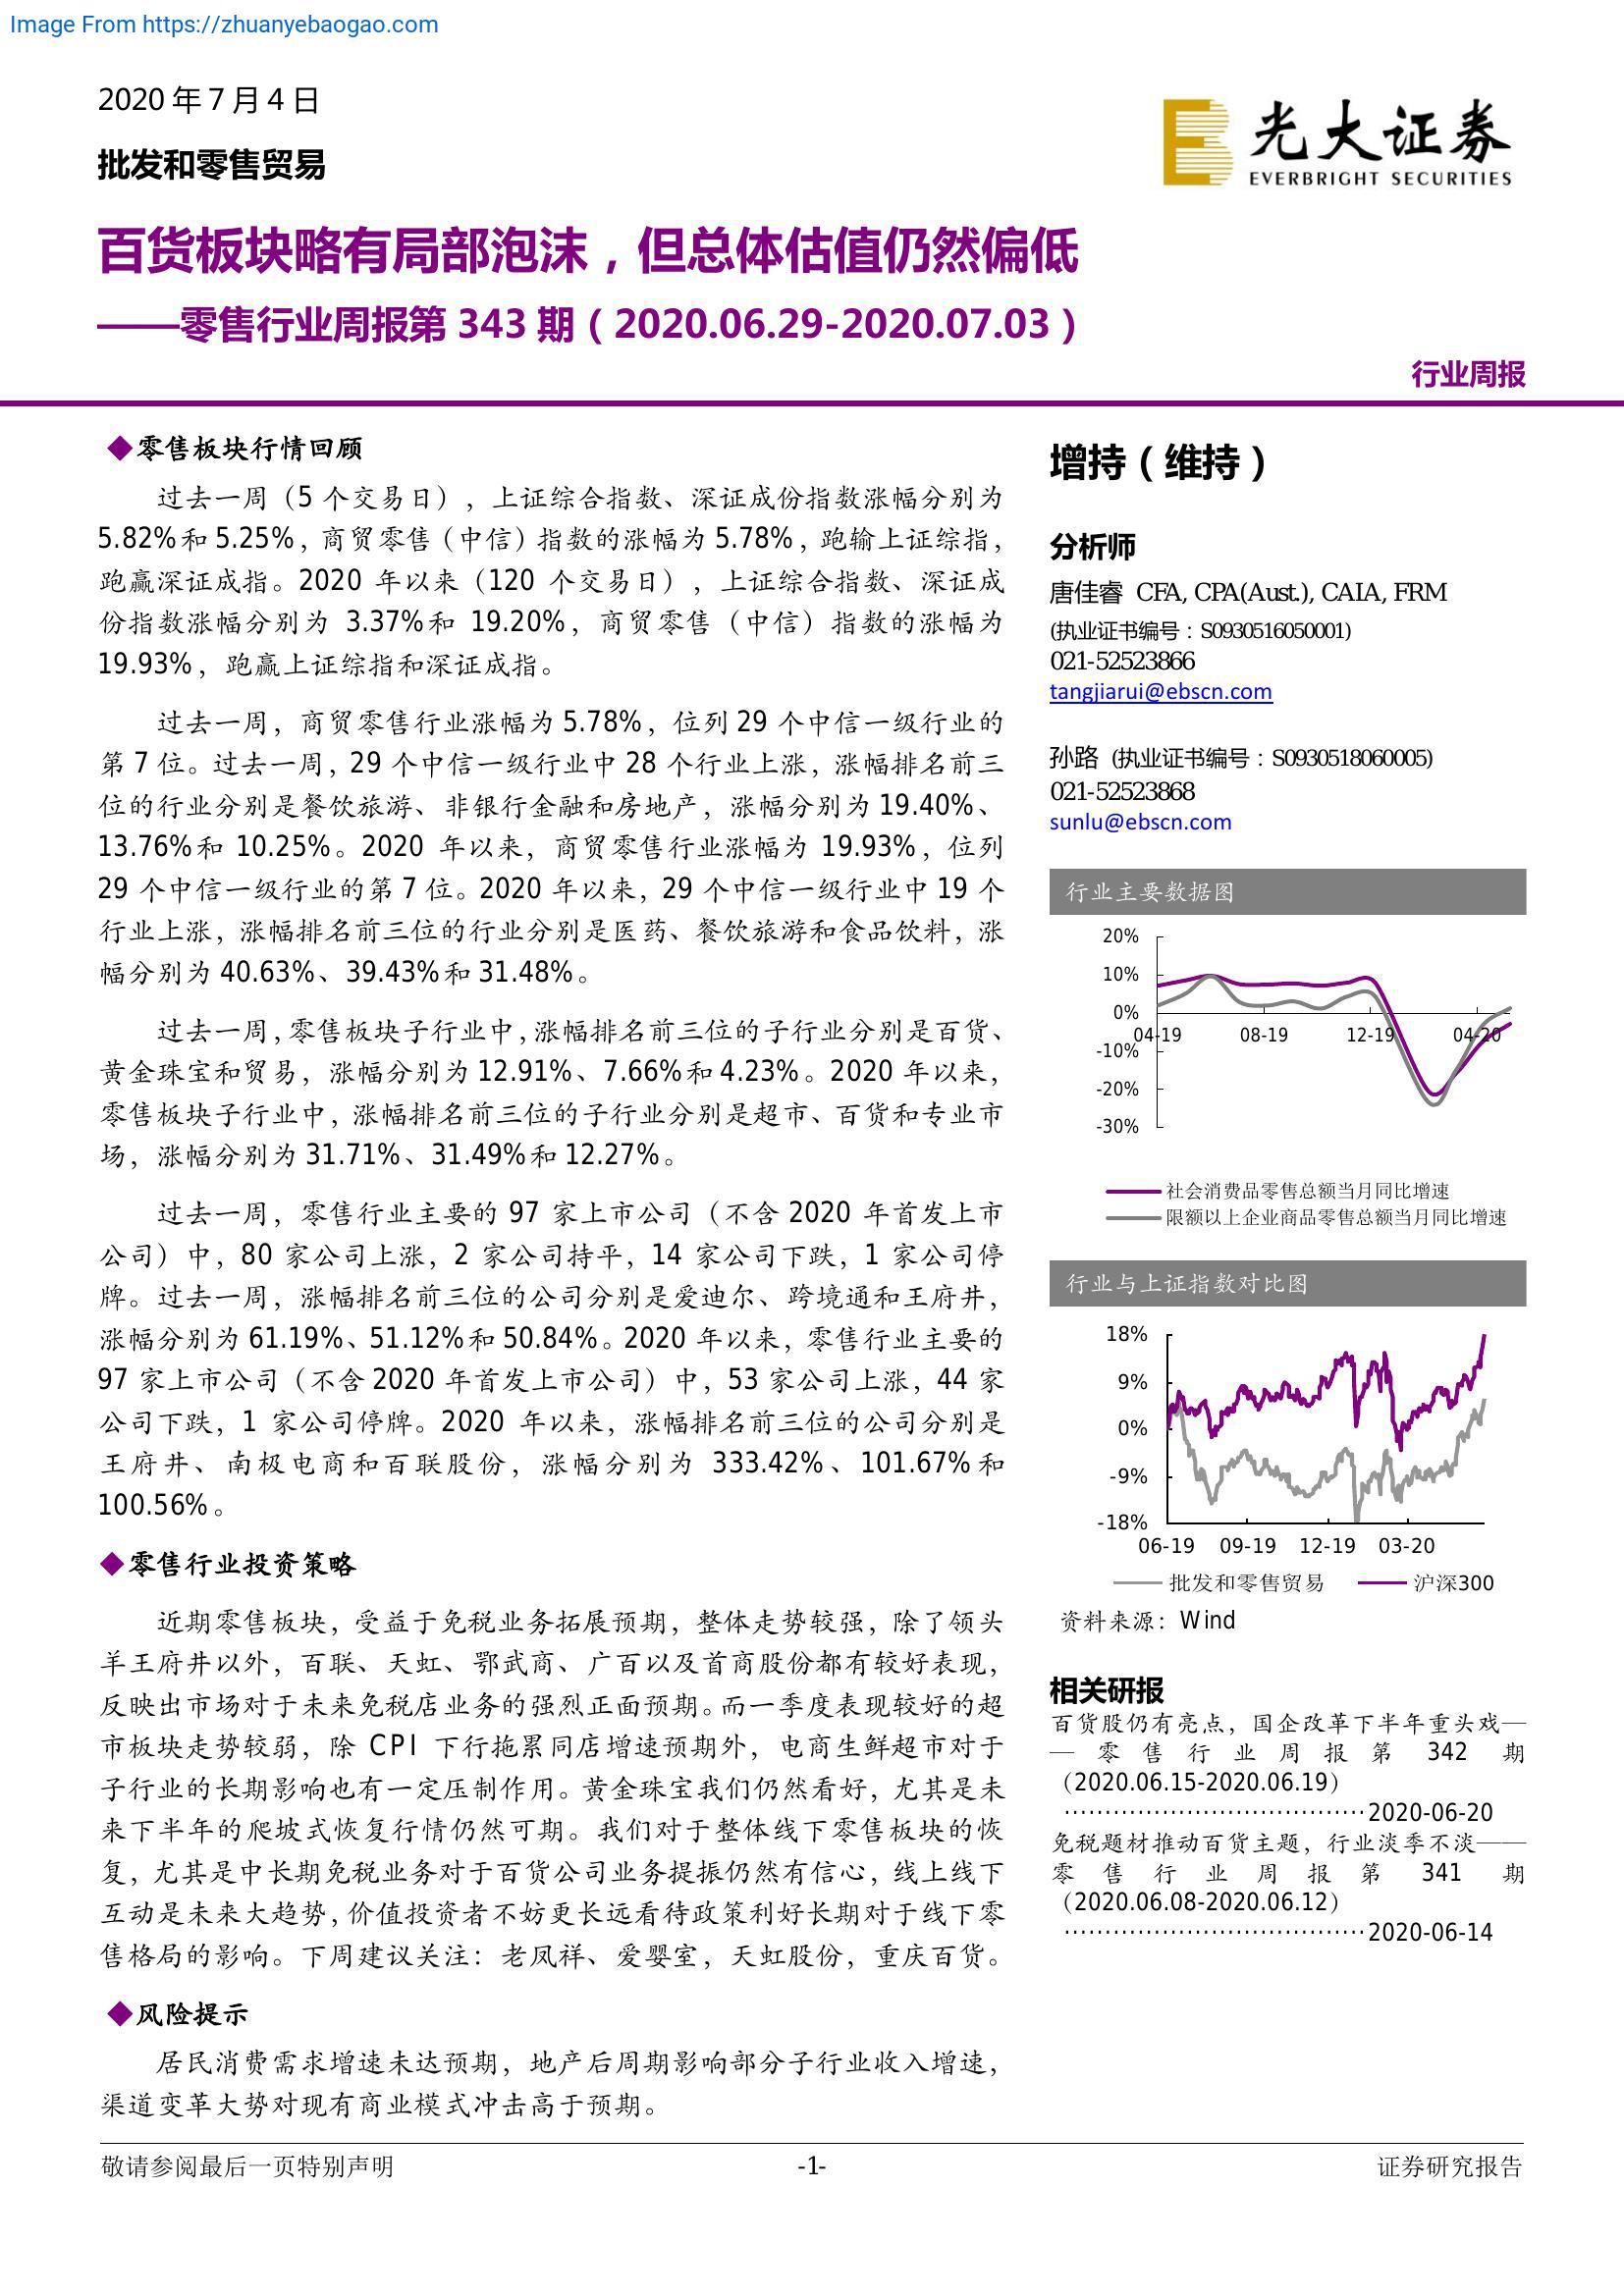 Image From https://zhuanyebaogao.com
2020 年 7 月 4 日
批发和零售贸易
光大证券
EVERBRIGHT SECURITIES
百货板块略有局部泡沫，但总体估值仍然偏低
——零售行业周报第 343 期（2020.06.29-2020.07.03）
行业周报
◆零售板块行情回顾
过去一周（5 个交易日），上证综合指数、深证成份指数涨幅分别为
5.82%和 5.25%，商贸零售（中信）指数的涨幅为 5.78%，跑输上证综指，
跑赢深证成指。2020 年以来（120 个交易日），上证综合指数、深证成
份指数涨幅分别为 3.37%和 19.20%，商贸零售（中信）指数的涨幅为
19.93%，跑赢上证综指和深证成指。
过去一周，商贸零售行业涨幅为 5.78%，位列 29 个中信一级行业的
第 7 位。过去一周，29 个中信一级行业中 28 个行业上涨，涨幅排名前三
位的行业分别是餐饮旅游、非银行金融和房地产，涨幅分别为 19.40%、
13.76%和 10.25%。2020 年以来，商贸零售行业涨幅为 19.93%，位列
29 个中信一级行业的第 7 位。2020 年以来，29 个中信一级行业中 19 个
行业上涨，涨幅排名前三位的行业分别是医药、餐饮旅游和食品饮料，涨
幅分别为 40.63%、39.43%和 31.48%。
过去一周，零售板块子行业中，涨幅排名前三位的子行业分别是百货、
黄金珠宝和贸易，涨幅分别为 12.91%、7.66%和 4.23%。2020 年以来，
零售板块子行业中，涨幅排名前三位的子行业分别是超市、百货和专业市
场，涨幅分别为 31.71%、31.49%和 12.27%。
过去一周，零售行业主要的 97 家上市公司（不含 2020 年首发上市
公司）中，80 家公司上涨，2 家公司持平，14 家公司下跌，1 家公司停
牌。过去一周，涨幅排名前三位的公司分别是爱迪尔、跨境通和王府井，
涨幅分别为 61.19%、51.12%和 50.84%。2020 年以来，零售行业主要的
97 家上市公司（不含 2020 年首发上市公司）中，53 家公司上涨，44 家
公司下跌，1 家公司停牌。2020 年以来，涨幅排名前三位的公司分别是
王府井、南极电商和百联股份，涨幅分别为 333.42%、101.67%和
100.56%。
◆零售行业投资策略
近期零售板块，受益于免税业务拓展预期，整体走势较强，除了领头
羊王府井以外，百联、天虹、鄂武商、广百以及首商股份都有较好表现，
反映出市场对于未来免税店业务的强烈正面预期。而一季度表现较好的超
市板块走势较弱，除 CPI 下行拖累同店增速预期外，电商生鲜超市对于
子行业的长期影响也有一定压制作用。黄金珠宝我们仍然看好，尤其是未
来下半年的爬坡式恢复行情仍然可期。我们对于整体线下零售板块的恢
复，尤其是中长期免税业务对于百货公司业务提振仍然有信心，线上线下
互动是未来大趋势，价值投资者不妨更长远看待政策利好长期对于线下零
售格局的影响。下周建议关注：老凤祥、爱婴室，天虹股份，重庆百货。
◆风险提示
居民消费需求增速未达预期，地产后周期影响部分子行业收入增速，
渠道变革大势对现有商业模式冲击高于预期。
增持（维持）
分析师
唐佳睿 CFA, CPA(Aust.), CAIA, FRM
(执业证书编号：S0930516050001)
021-52523866
tangjiarui@ebscn.com
孙路 (执业证书编号：S0930518060005)
021-52523868
sunlu@ebscn.com
行业主要数据图
20%
10%
0%
-10%
-20%
-30%
04-19 08-19 12-19 04-20
社会消费品零售总额当月同比增速
限额以上企业商品零售总额当月同比增速
行业与上证指数对比图
18%
9%
0%
-9%
-18%
06-19 09-19 12-19 03-20
批发和零售贸易 沪深300
资料来源：Wind
相关研报
百货股仍有亮点，国企改革下半年重头戏—
—零售行业周报第 342 期
（2020.06.15-2020.06.19）
·····································2020-06-20
免税题材推动百货主题，行业淡季不淡——
零售行业周报第 341 期
（2020.06.08-2020.06.12）
·····································2020-06-14
敬请参阅最后一页特别声明 -1- 证券研究报告